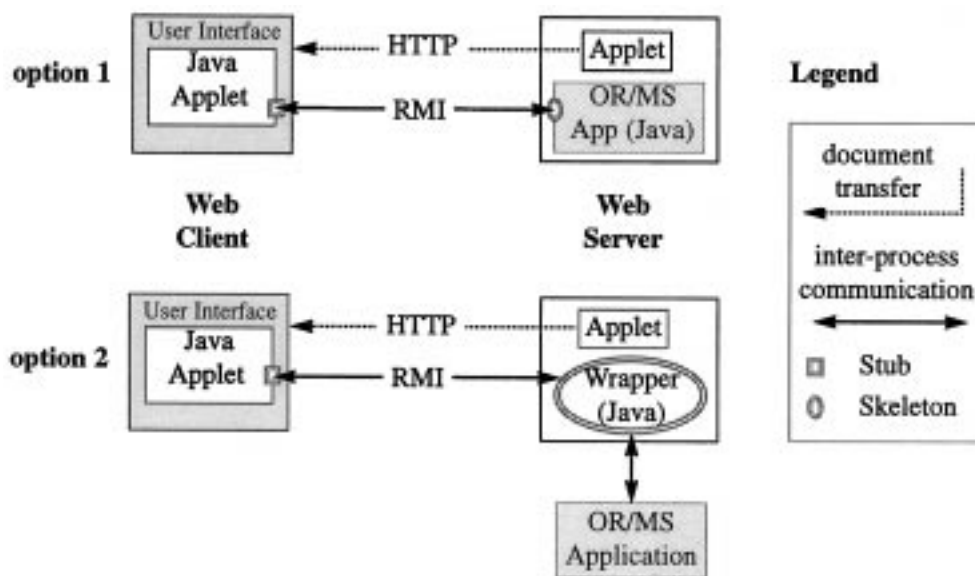 option 1
User Interface
Java
Applet
HTTP
RMI
Applet
OR/MS
App (Java)
Web
Client
Web
Server
option 2
User Interface
Java
Applet
HTTP
RMI
Applet
Wrapper
(Java)
OR/MS
Application
Legend
document
transfer
inter-process
communication
Stub
Skeleton